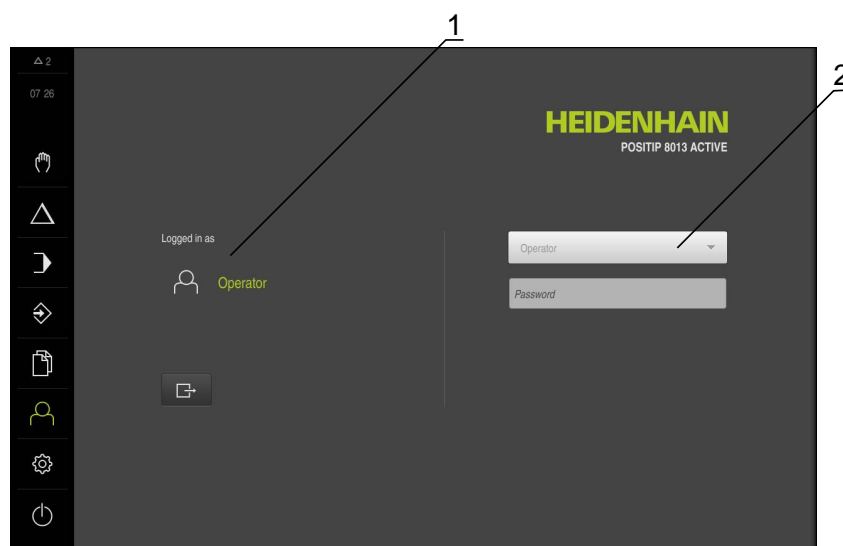 1
2
△ 2
07 26
HEIDENHAIN
POSITIP 8013 ACTIVE
Logged in as
Operator
Operator
Password